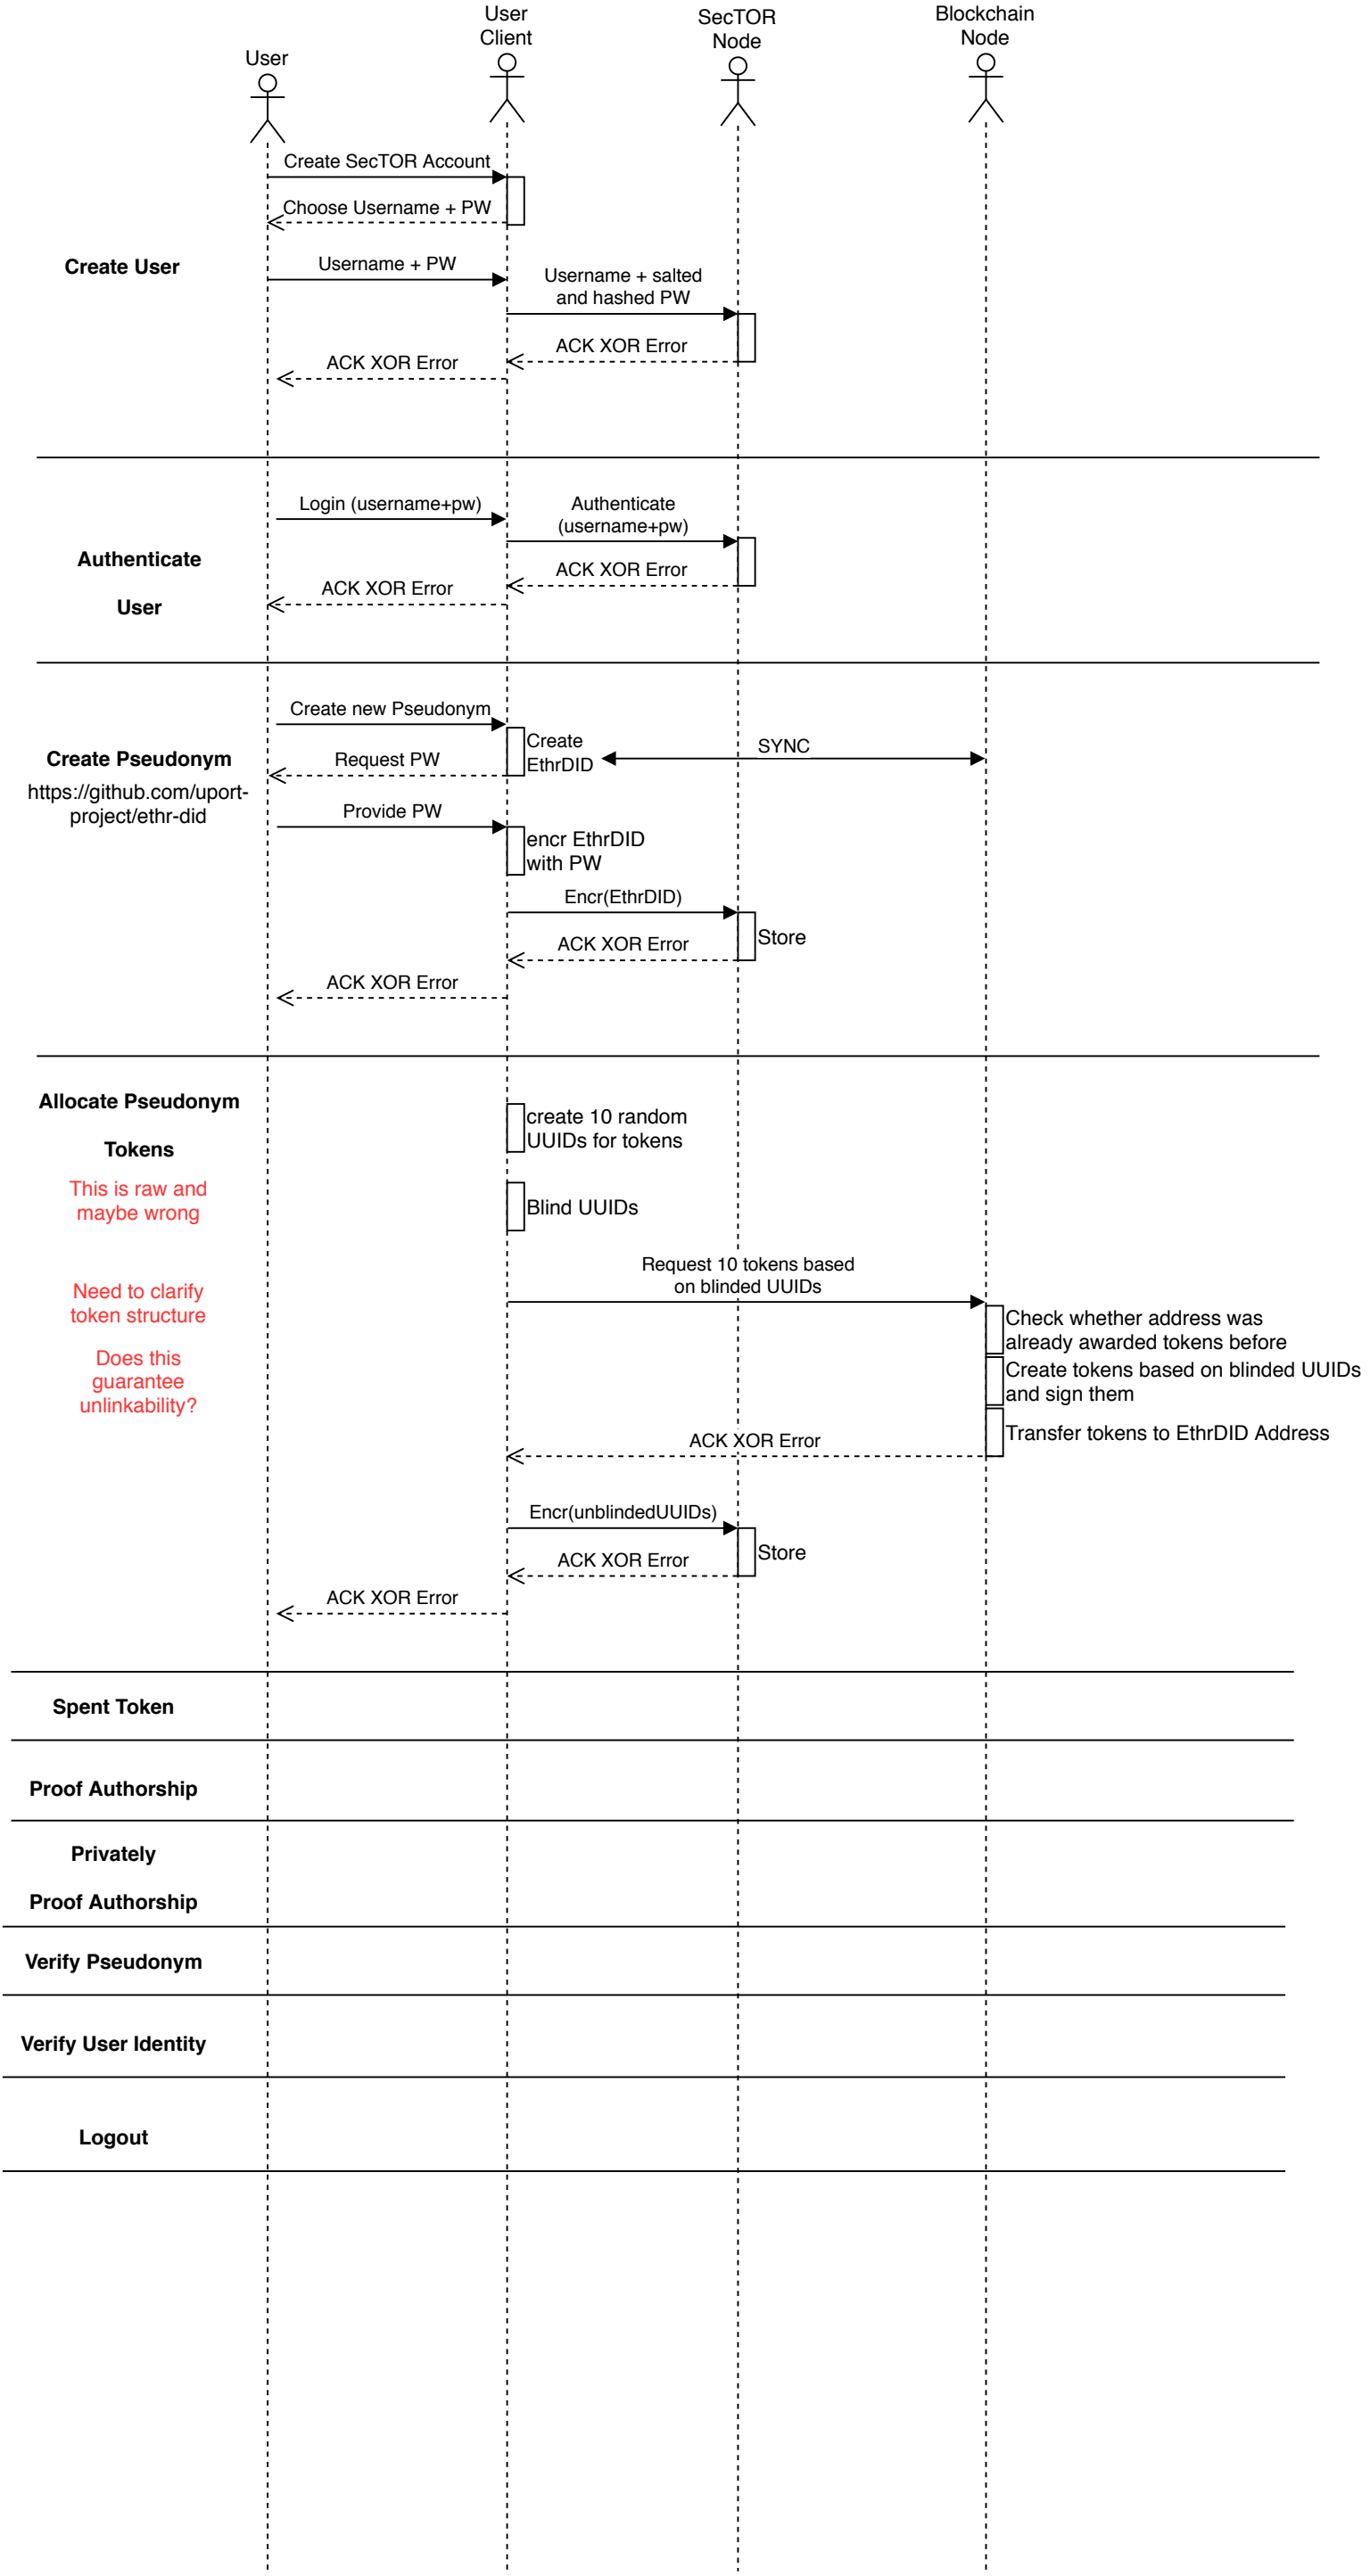 User
Client
SecTOR
Node
Blockchain
Node
User
Create SecTOR Account
Choose Username + PW
Create User
Username + PW
Username + salted
and hashed PW
ACK XOR Error
ACK XOR Error
Login (username+pw)
Authenticate
(username+pw)
Authenticate
User
ACK XOR Error
ACK XOR Error
Create new Pseudonym
Create
EthrDID
SYNC
Create Pseudonym
https://github.com/uport-
project/ethr-did
Request PW
Provide PW
encr EthrDID
with PW
Encr(EthrDID)
Store
ACK XOR Error
ACK XOR Error
Allocate Pseudonym
Tokens
create 10 random
UUIDs for tokens
This is raw and
maybe wrong
Blind UUIDs
Request 10 tokens based
on blinded UUIDs
Need to clarify
token structure
Check whether address was
already awarded tokens before
Does this
guarantee
unlinkability?
Create tokens based on blinded UUIDs
and sign them
Transfer tokens to EthrDID Address
ACK XOR Error
Encr(unblindedUUIDs)
Store
ACK XOR Error
ACK XOR Error
Spent Token
Proof Authorship
Privately
Proof Authorship
Verify Pseudonym
Verify User Identity
Logout